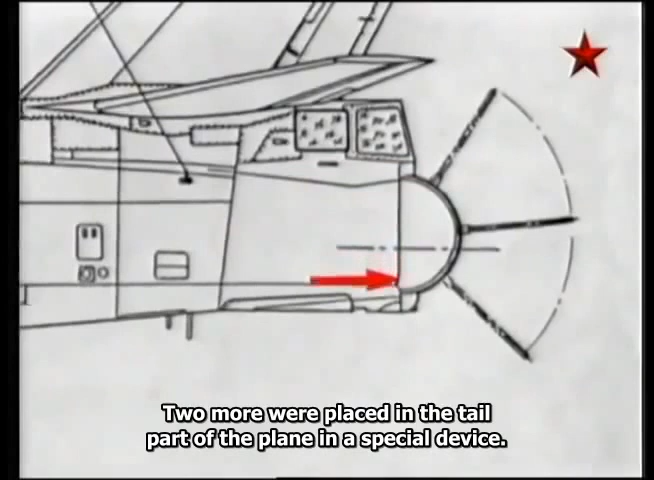 Two more were placed in the tail
part of the plane in a special device.